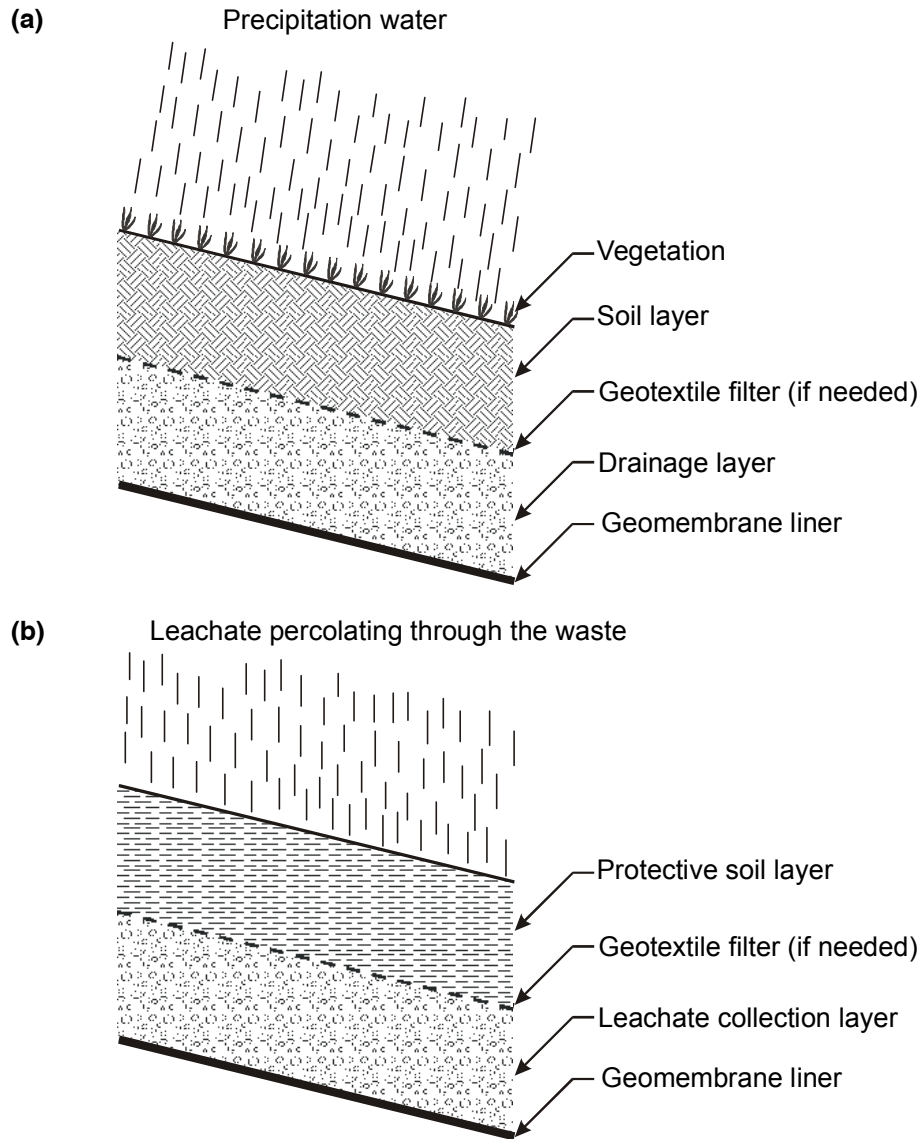 (a)
Precipitation water
Vegetation
Soil layer
Geotextile filter (if needed)
Drainage layer
Geomembrane liner
(b)
Leachate percolating through the waste
Protective soil layer
Geotextile filter (if needed)
Leachate collection layer
Geomembrane liner